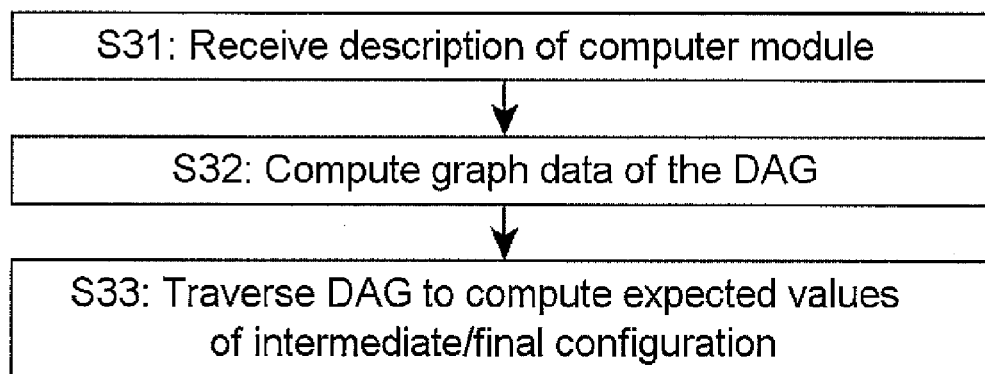 S31: Receive description of computer module
S32: Compute graph data of the DAG
S33: Traverse DAG to compute expected values
of intermediate/final configuration